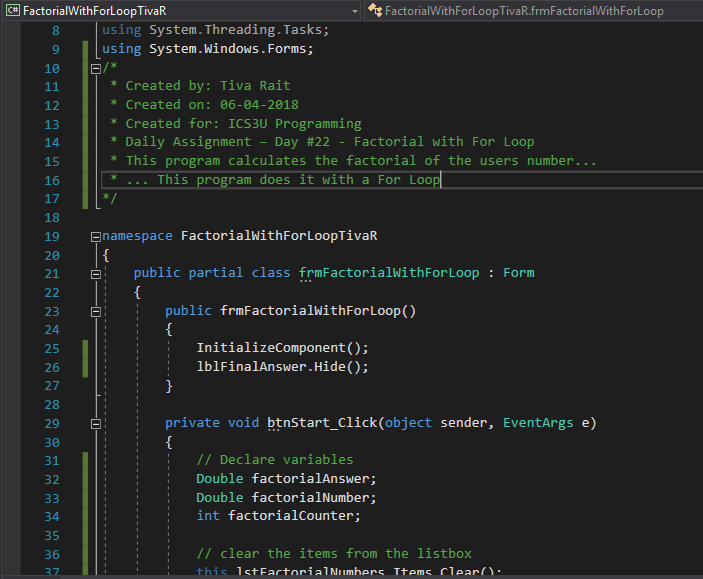 C# FactorialWithForLoopTivaR FactorialWithForLoopTivaR.frmFactorialWithForLoop
8 using System.Threading.Tasks;
9 using System.Windows.Forms;
10 /*
11 * Created by: Tiva Rait
12 * Created on: 06-04-2018
13 * Created for: ICS3U Programming
14 * Daily Assignment – Day #22 - Factorial with For Loop
15 * This program calculates the factorial of the users number...
16 * ... This program does it with a For Loop
17 */
18
19 namespace FactorialWithForLoopTivaR
20 {
21 public partial class frmFactorialWithForLoop : Form
22 {
23 public frmFactorialWithForLoop()
24 {
25 InitializeComponent();
26 lblFinalAnswer.Hide();
27 }
28
29 private void btnStart_Click(object sender, EventArgs e)
30 {
31 // Declare variables
32 Double factorialAnswer;
33 Double factorialNumber;
34 int factorialCounter;
35
36 // clear the items from the listbox
37 this.lstFactorialNumbers.Items.Clear();